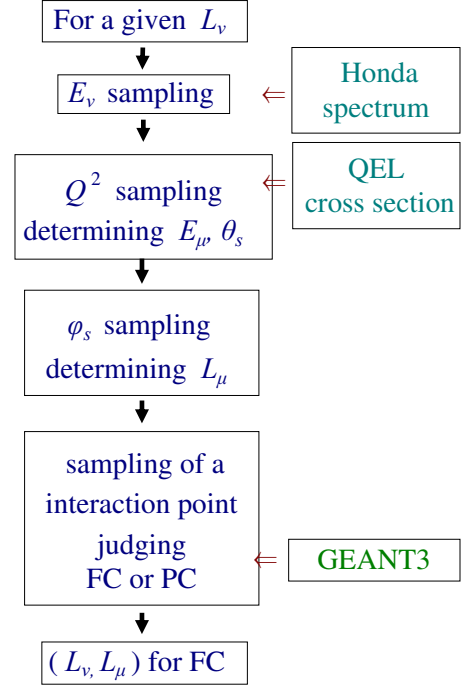 For a given L_ν
E_ν sampling
⇐
Honda
spectrum
Q² sampling
determining E_μ, θ_s
⇐
QEL
cross section
φ_s sampling
determining L_μ
sampling of a
interaction point
judging
FC or PC
⇐
GEANT3
(L_ν, L_μ) for FC